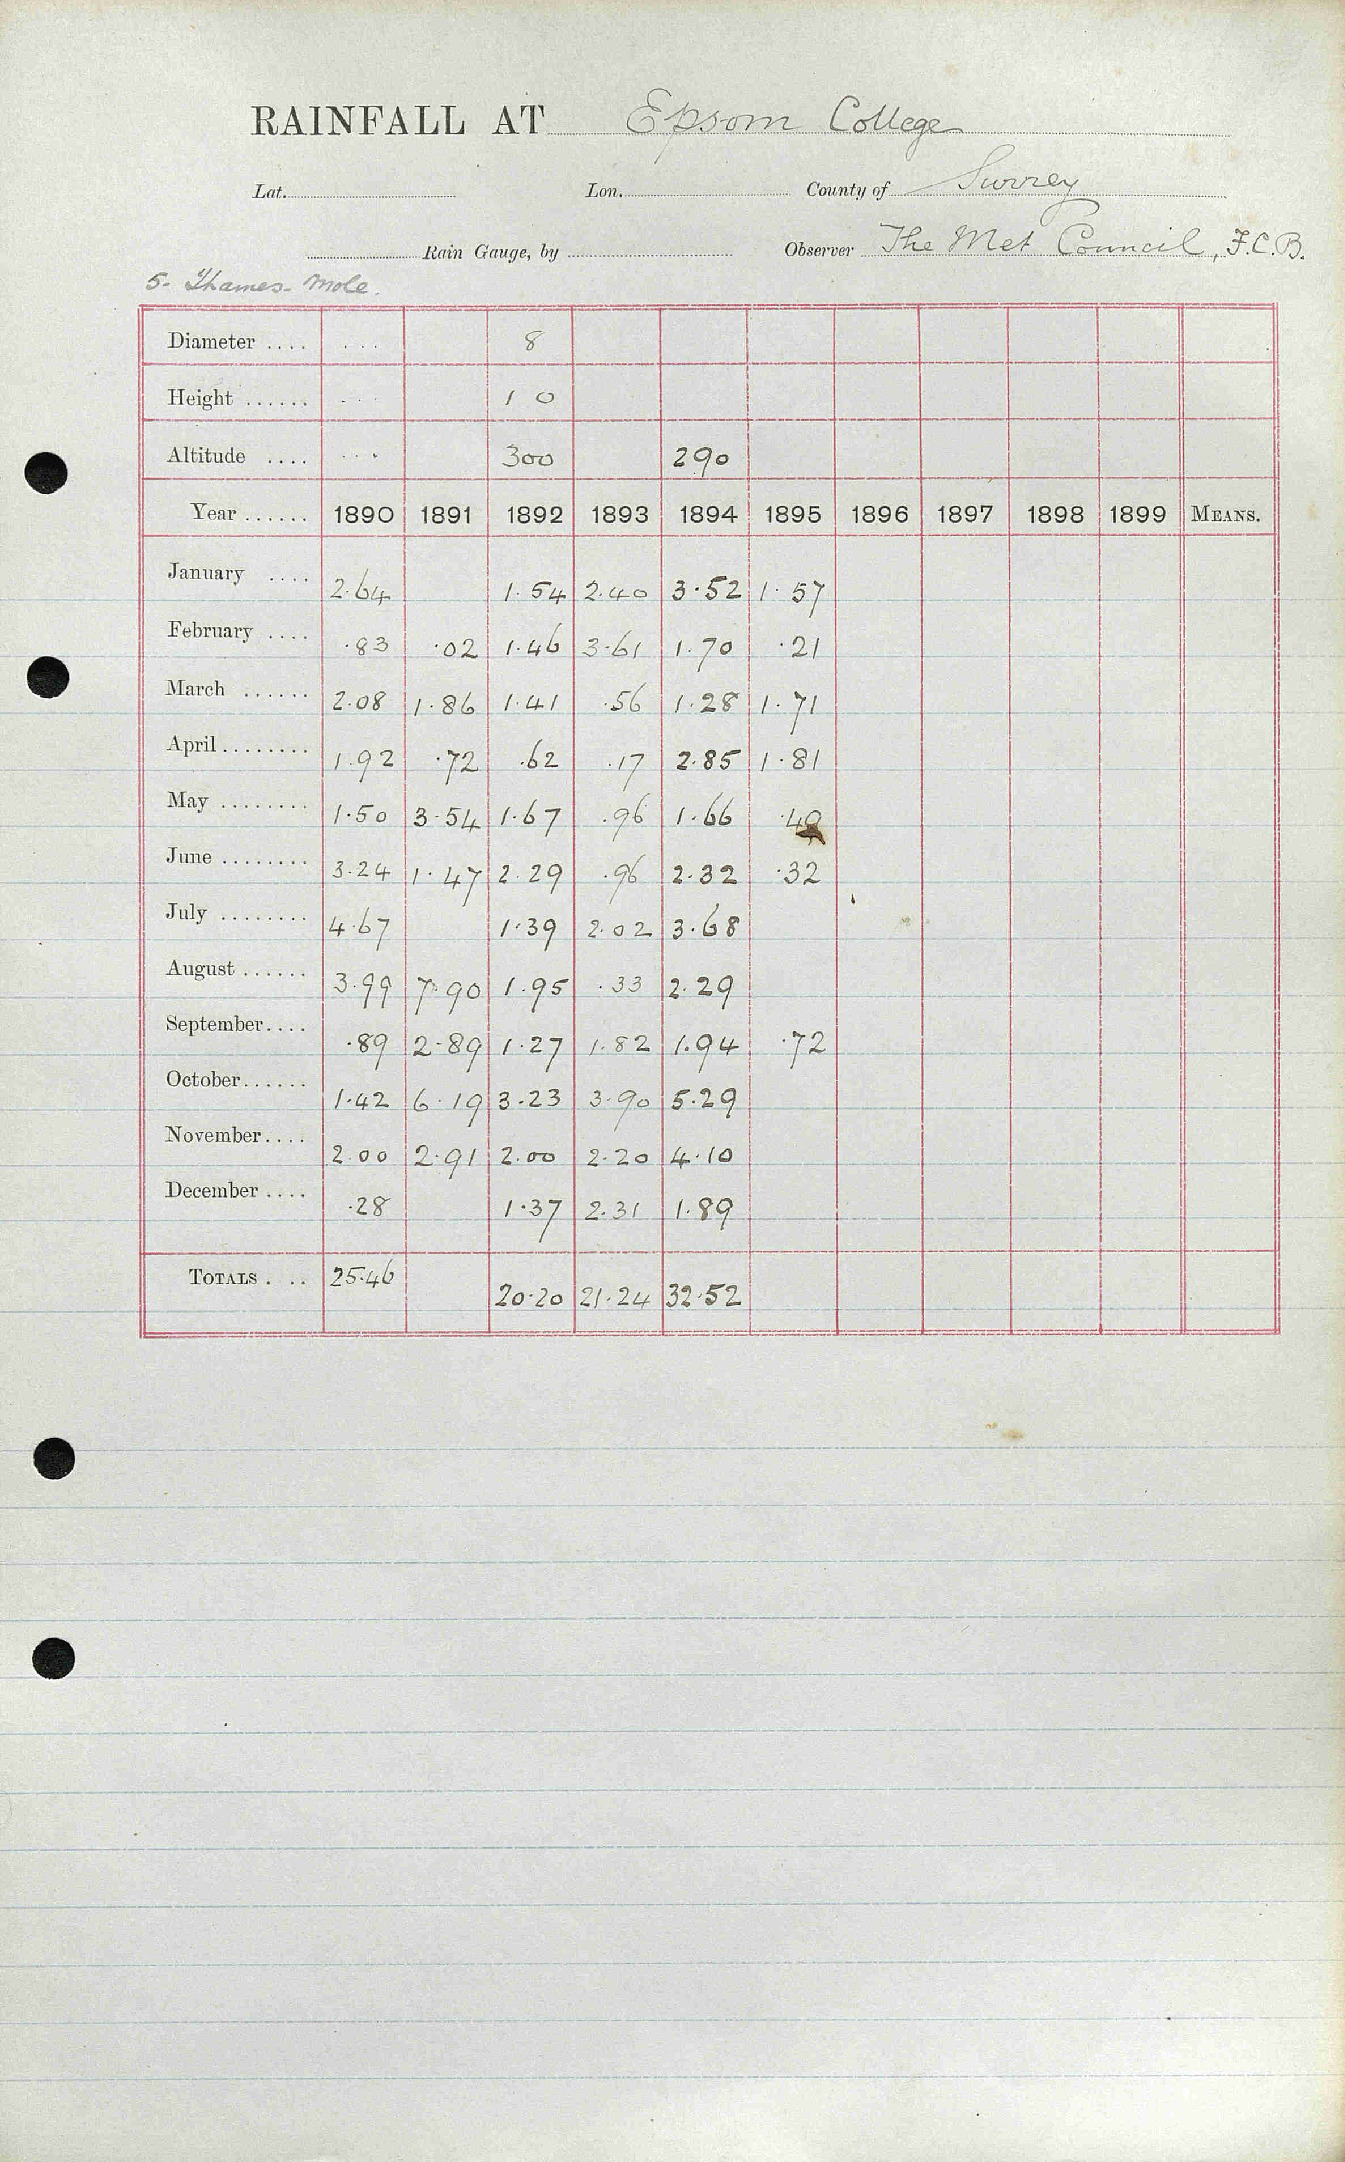 RAINFALL AT Epsom College
Lat. Lon. County of Surrey
Rain Gauge, by Observer The Met Council, F.C.B.
5. Thames - Mole.
Diameter .... ... 8
Height ...... ... 1 0
Altitude .... ... 300 290
Year ...... 1890 1891 1892 1893 1894 1895 1896 1897 1898 1899 MEANS.
January .... 2.64 1.54 2.40 3.52 1.57
February .... .83 .02 1.46 3.61 1.70 .21
March ...... 2.08 1.86 1.41 .56 1.28 1.71
April ........ 1.92 .72 .62 .17 2.85 1.81
May ........ 1.50 3.54 1.67 .96 1.66 .49
June ........ 3.24 1.47 2.29 .96 2.32 .32
July ........ 4.67 1.39 2.02 3.68
August ...... 3.99 7.90 1.95 .33 2.29
September.... .89 2.89 1.27 1.82 1.94 .72
October...... 1.42 6.19 3.23 3.90 5.29
November.... 2.00 2.91 2.00 2.20 4.10
December .... .28 1.37 2.31 1.89
TOTALS . .. 25.46 20.20 21.24 32.52